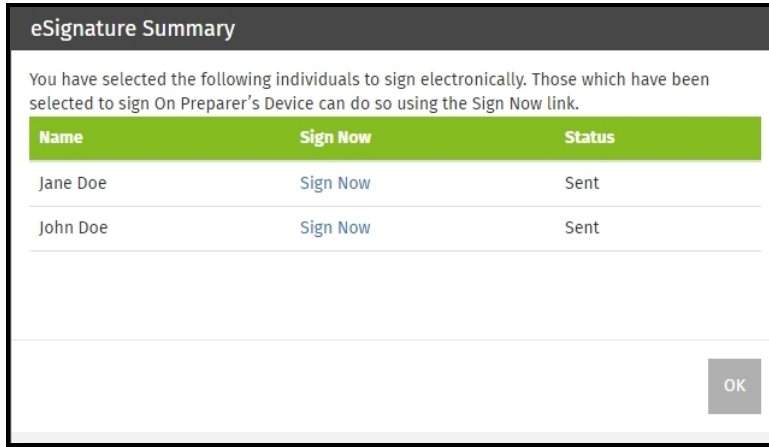 eSignature Summary
You have selected the following individuals to sign electronically. Those which have been
selected to sign On Preparer's Device can do so using the Sign Now link.
Name Sign Now Status
Jane Doe Sign Now Sent
John Doe Sign Now Sent
OK